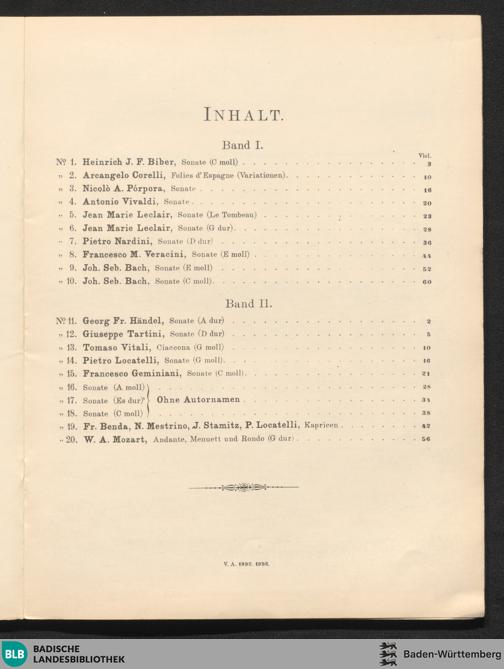 INHALT.
Band I.
Viol.
No 1. Heinrich J. F. Biber, Sonate (C moll) 3
„ 2. Arcangelo Corelli, Folies d'Espagne (Variationen). 10
„ 3. Nicolò A. Pórpora, Sonate 16
„ 4. Antonio Vivaldi, Sonate 20
„ 5. Jean Marie Leclair, Sonate (Le Tombeau) 23
„ 6. Jean Marie Leclair, Sonate (G dur). 28
„ 7. Pietro Nardini, Sonate (D dur) 36
„ 8. Francesco M. Veracini, Sonate (E moll) 44
„ 9. Joh. Seb. Bach, Sonate (E moll) 52
„ 10. Joh. Seb. Bach, Sonate (C moll). 60
Band II.
No 11. Georg Fr. Händel, Sonate (A dur) 2
„ 12. Giuseppe Tartini, Sonate (D dur) 5
„ 13. Tomaso Vitali, Ciaccona (G moll) 10
„ 14. Pietro Locatelli, Sonate (G moll). 16
„ 15. Francesco Geminiani, Sonate (C moll). 21
„ 16. Sonate (A moll) 28
„ 17. Sonate (Es dur) Ohne Autornamen 34
„ 18. Sonate (C moll) 38
„ 19. Fr. Benda, N. Mestrino, J. Stamitz, P. Locatelli, Kapricen 42
„ 20. W. A. Mozart, Andante, Menuett und Rondo (G dur) 56
V. A.
BLB BADISCHE LANDESBIBLIOTHEK
Baden-Württemberg